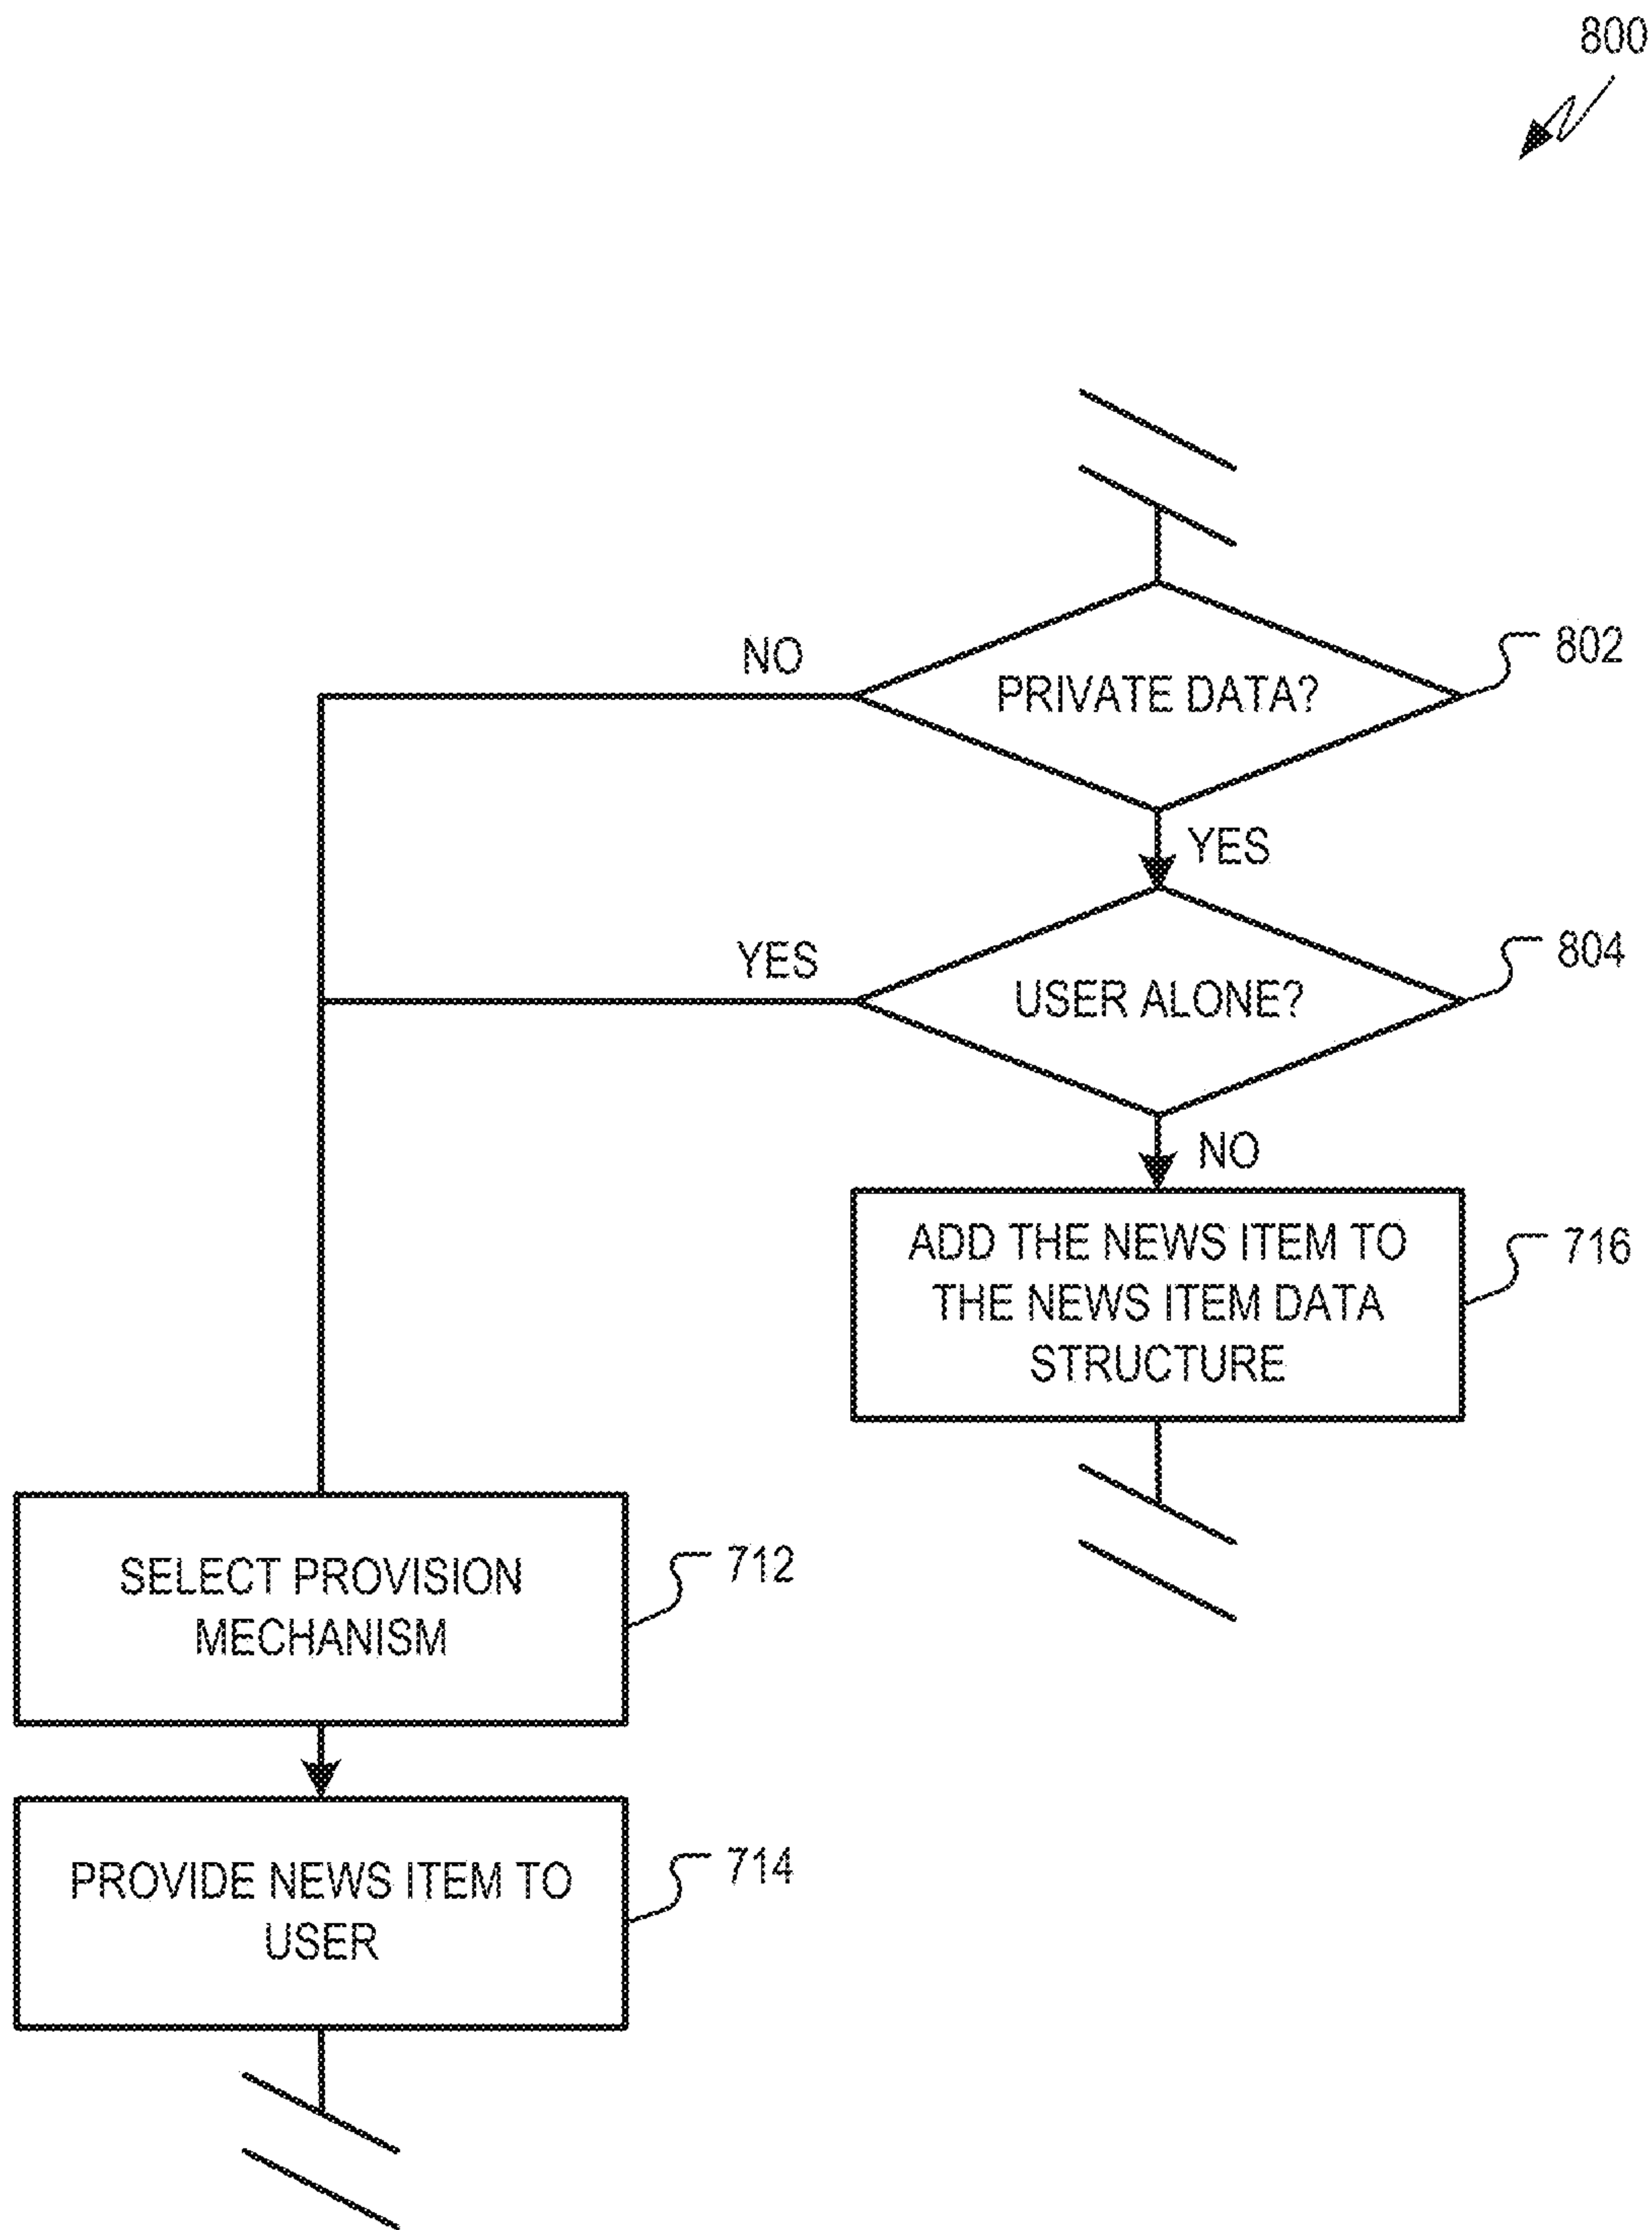 800
NO
PRIVATE DATA?
802
YES
YES
USER ALONE?
804
NO
ADD THE NEWS ITEM TO
THE NEWS ITEM DATA
STRUCTURE
716
SELECT PROVISION
MECHANISM
712
PROVIDE NEWS ITEM TO
USER
714